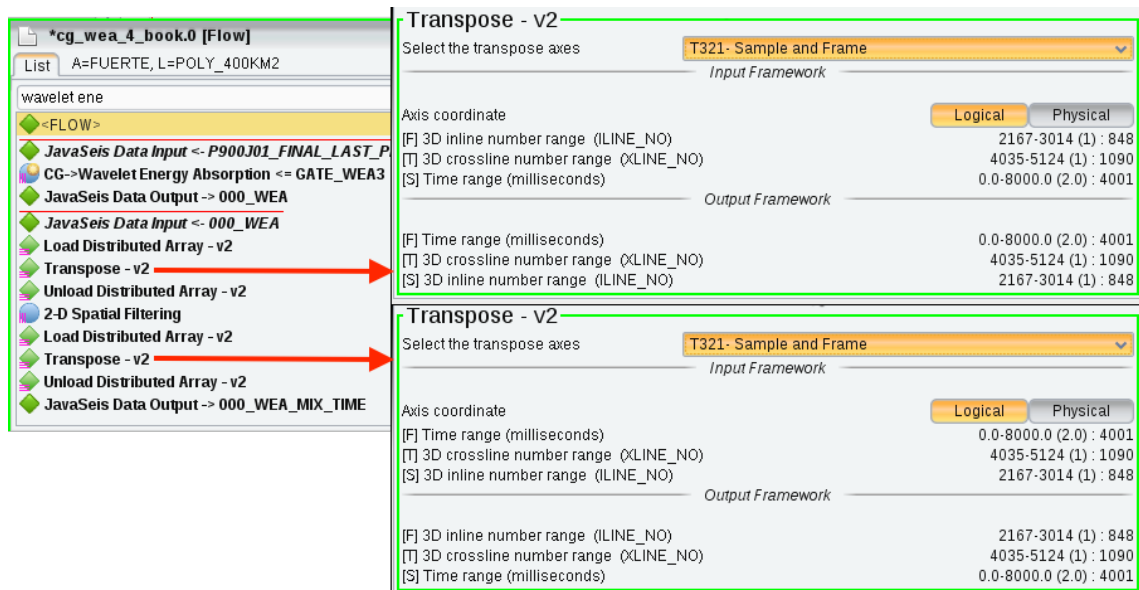 *cg_wea_4_book.0 [Flow]
List A=FUERTE, L=POLY_400KM2
wavelet ene
<FLOW>
JavaSeis Data Input <- P900J01_FINAL_LAST_P
CG->Wavelet Energy Absorption <= GATE_WEA3
JavaSeis Data Output -> 000_WEA
JavaSeis Data Input <- 000_WEA
Load Distributed Array - v2
Transpose - v2
Unload Distributed Array - v2
2-D Spatial Filtering
Load Distributed Array - v2
Transpose - v2
Unload Distributed Array - v2
JavaSeis Data Output -> 000_WEA_MIX_TIME
Transpose - v2
Select the transpose axes T321- Sample and Frame
Input Framework
Axis coordinate Logical Physical
[F] 3D inline number range (ILINE_NO) 2167-3014 (1) : 848
[T] 3D crossline number range (XLINE_NO) 4035-5124 (1) : 1090
[S] Time range (milliseconds) 0.0-8000.0 (2.0) : 4001
Output Framework
[F] Time range (milliseconds) 0.0-8000.0 (2.0) : 4001
[T] 3D crossline number range (XLINE_NO) 4035-5124 (1) : 1090
[S] 3D inline number range (ILINE_NO) 2167-3014 (1) : 848
Transpose - v2
Select the transpose axes T321- Sample and Frame
Input Framework
Axis coordinate Logical Physical
[F] Time range (milliseconds) 0.0-8000.0 (2.0) : 4001
[T] 3D crossline number range (XLINE_NO) 4035-5124 (1) : 1090
[S] 3D inline number range (ILINE_NO) 2167-3014 (1) : 848
Output Framework
[F] 3D inline number range (ILINE_NO) 2167-3014 (1) : 848
[T] 3D crossline number range (XLINE_NO) 4035-5124 (1) : 1090
[S] Time range (milliseconds) 0.0-8000.0 (2.0) : 4001